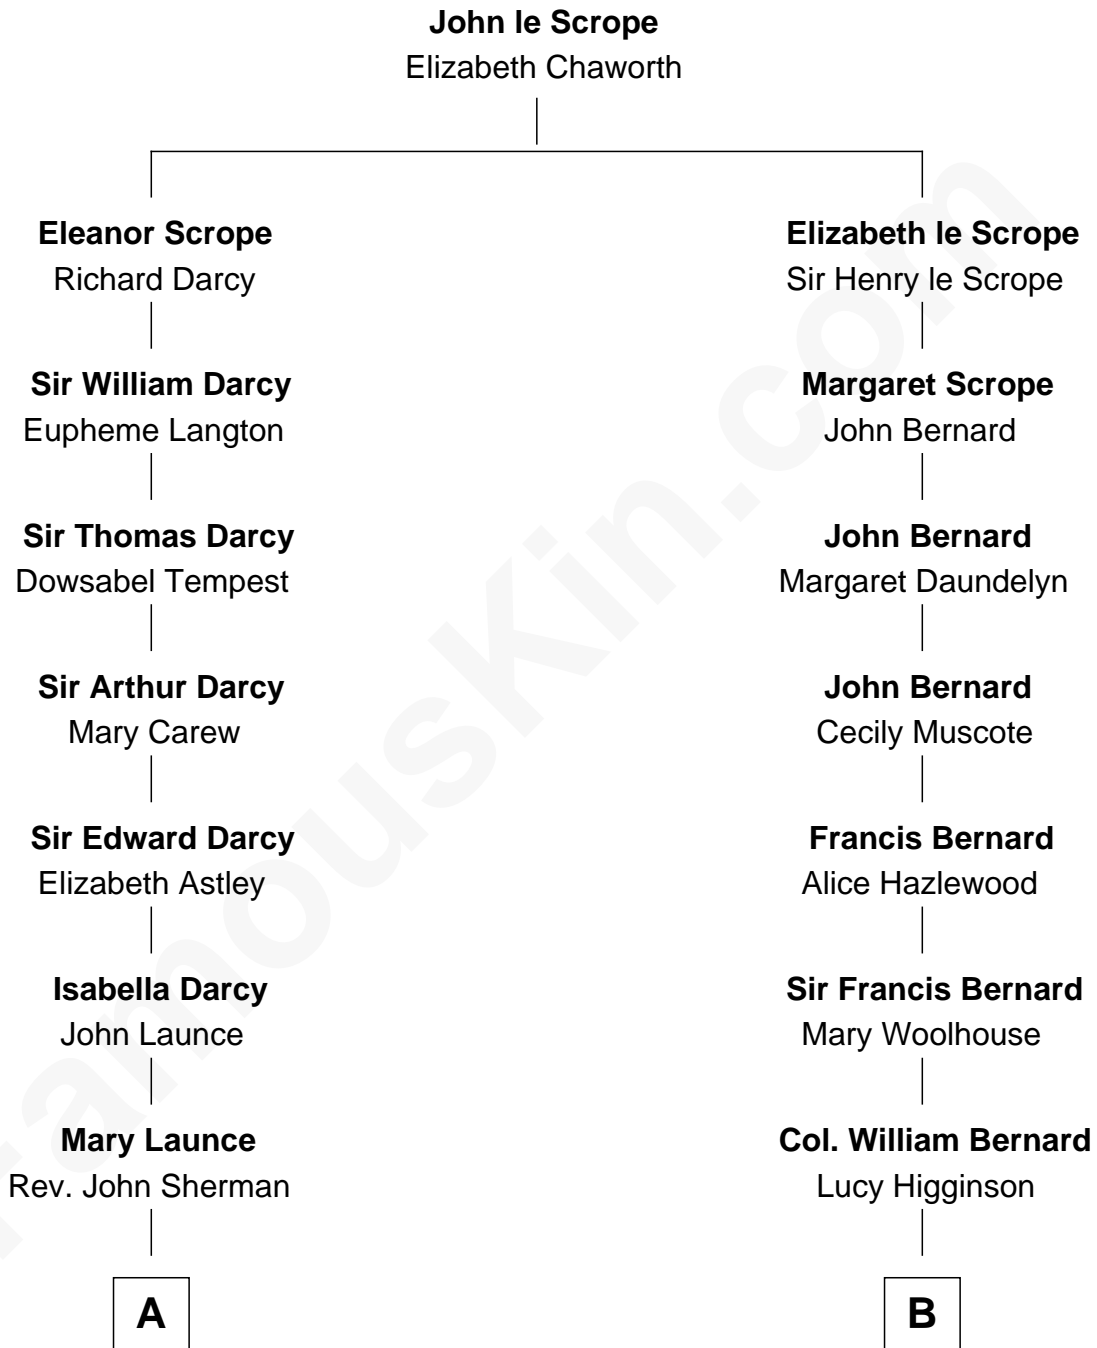 John le Scrope
Elizabeth Chaworth
Eleanor Scrope
Richard Darcy
Sir William Darcy
Eupheme Langton
Sir Thomas Darcy
Dowsabel Tempest
Sir Arthur Darcy
Mary Carew
Sir Edward Darcy
Elizabeth Astley
Isabella Darcy
John Launce
Mary Launce
Rev. John Sherman
A
Elizabeth le Scrope
Sir Henry le Scrope
Margaret Scrope
John Bernard
John Bernard
Margaret Daundelyn
John Bernard
Cecily Muscote
Francis Bernard
Alice Hazlewood
Sir Francis Bernard
Mary Woolhouse
Col. William Bernard
Lucy Higginson
B
FamousKin.com